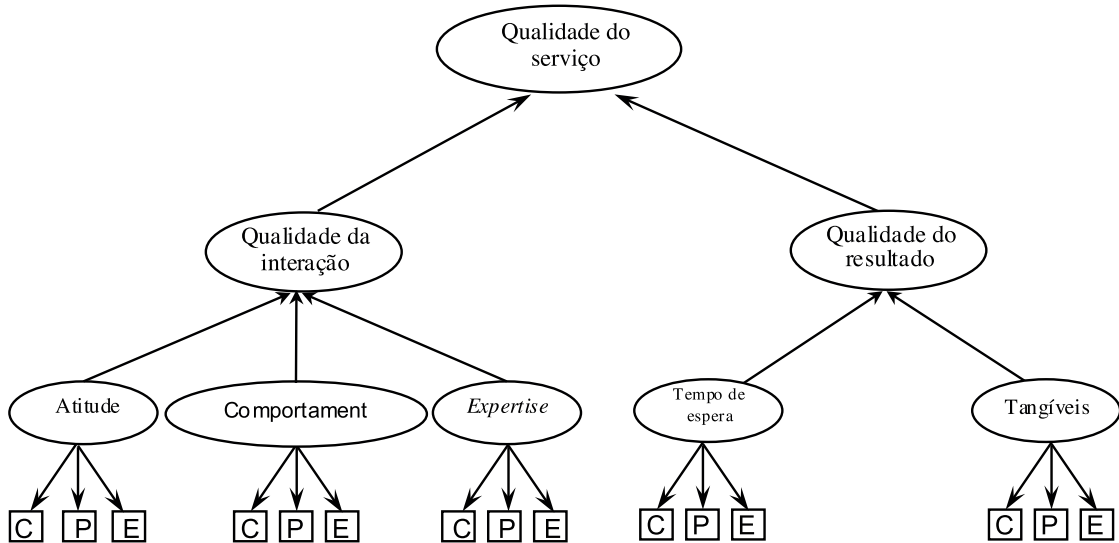 Qualidade do
serviço
Qualidade da
interação
Qualidade do
resultado
Atitude
Comportament
Expertise
Tempo de
espera
Tangíveis
C P E
C P E
C P E
C P E
C P E